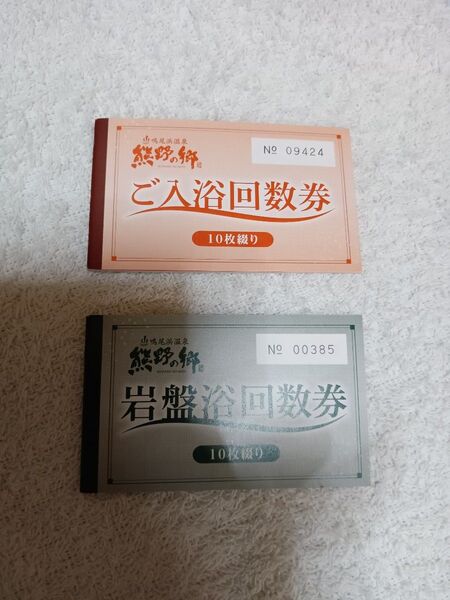 鳴尾浜温泉
熊野の郷
№ 09424
ご入浴回数券
10枚綴り
鳴尾浜温泉
熊野の郷
№ 00385
岩盤浴回数券
10枚綴り